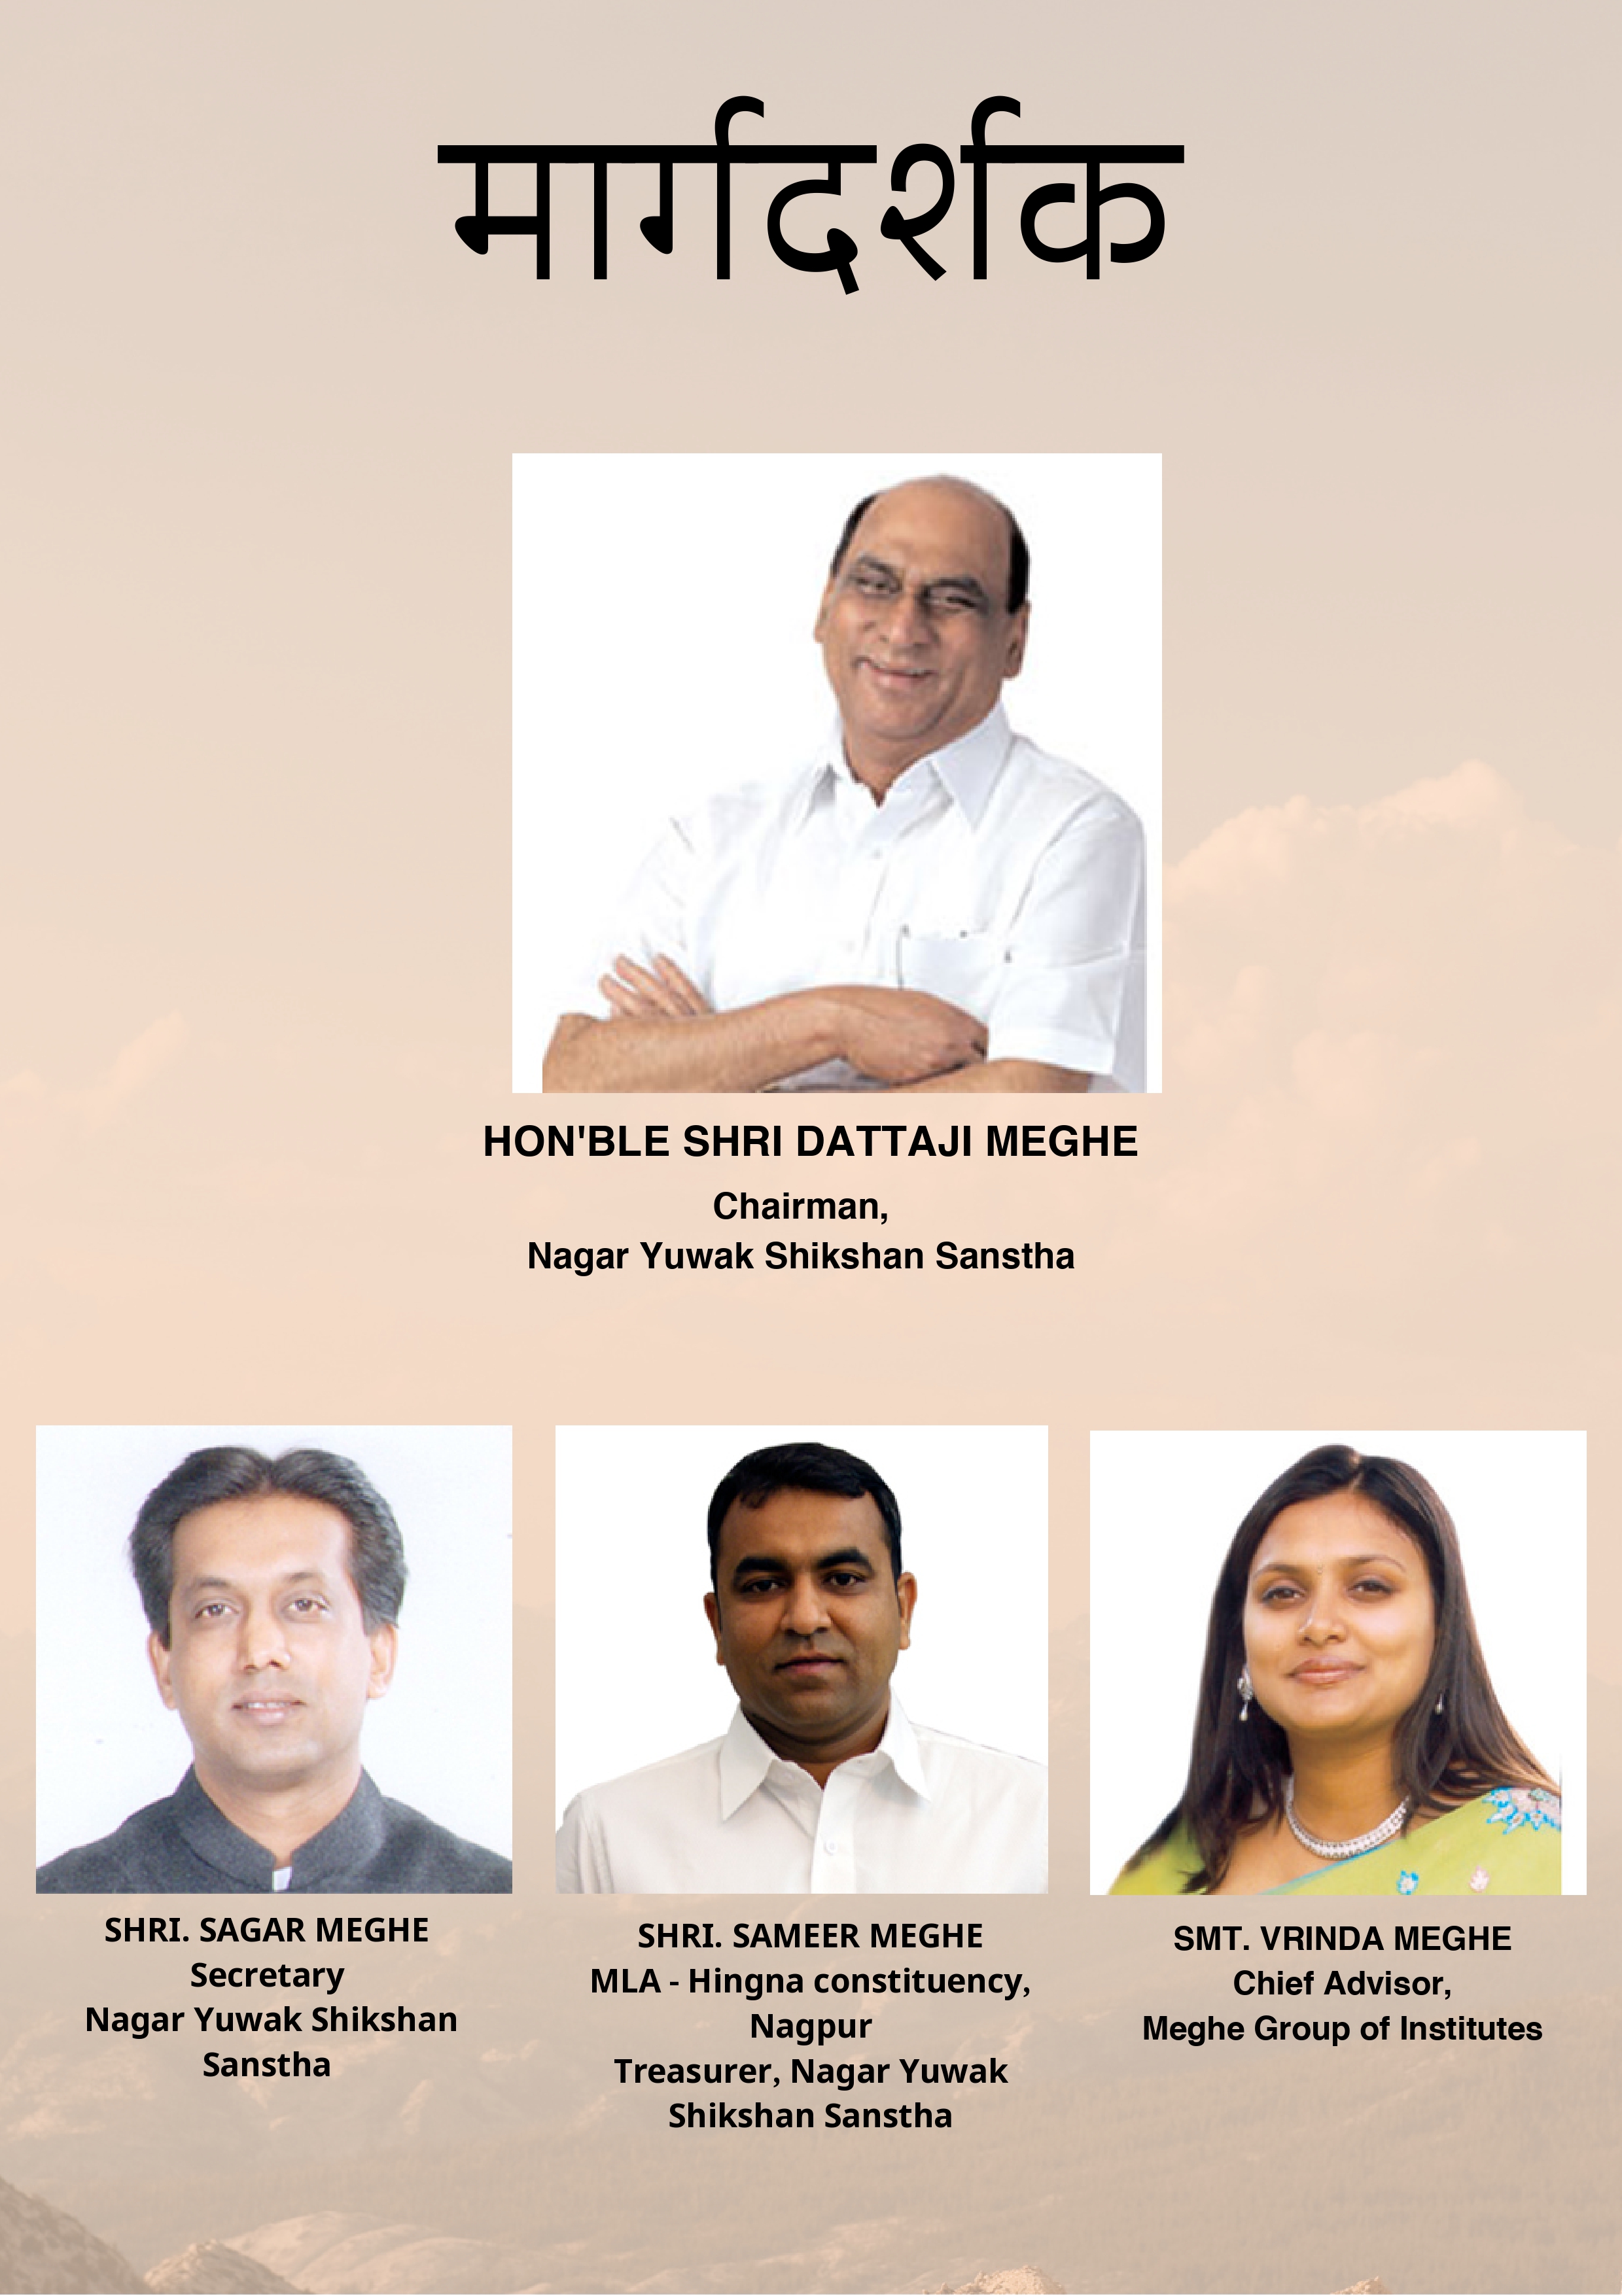 मार्गदर्शक
HON'BLE SHRI DATTAJI MEGHE
Chairman,
Nagar Yuwak Shikshan Sanstha
SHRI. SAGAR MEGHE
Secretary
Nagar Yuwak Shikshan
Sanstha
SHRI. SAMEER MEGHE
MLA - Hingna constituency,
Nagpur
Treasurer, Nagar Yuwak
Shikshan Sanstha
SMT. VRINDA MEGHE
Chief Advisor,
Meghe Group of Institutes